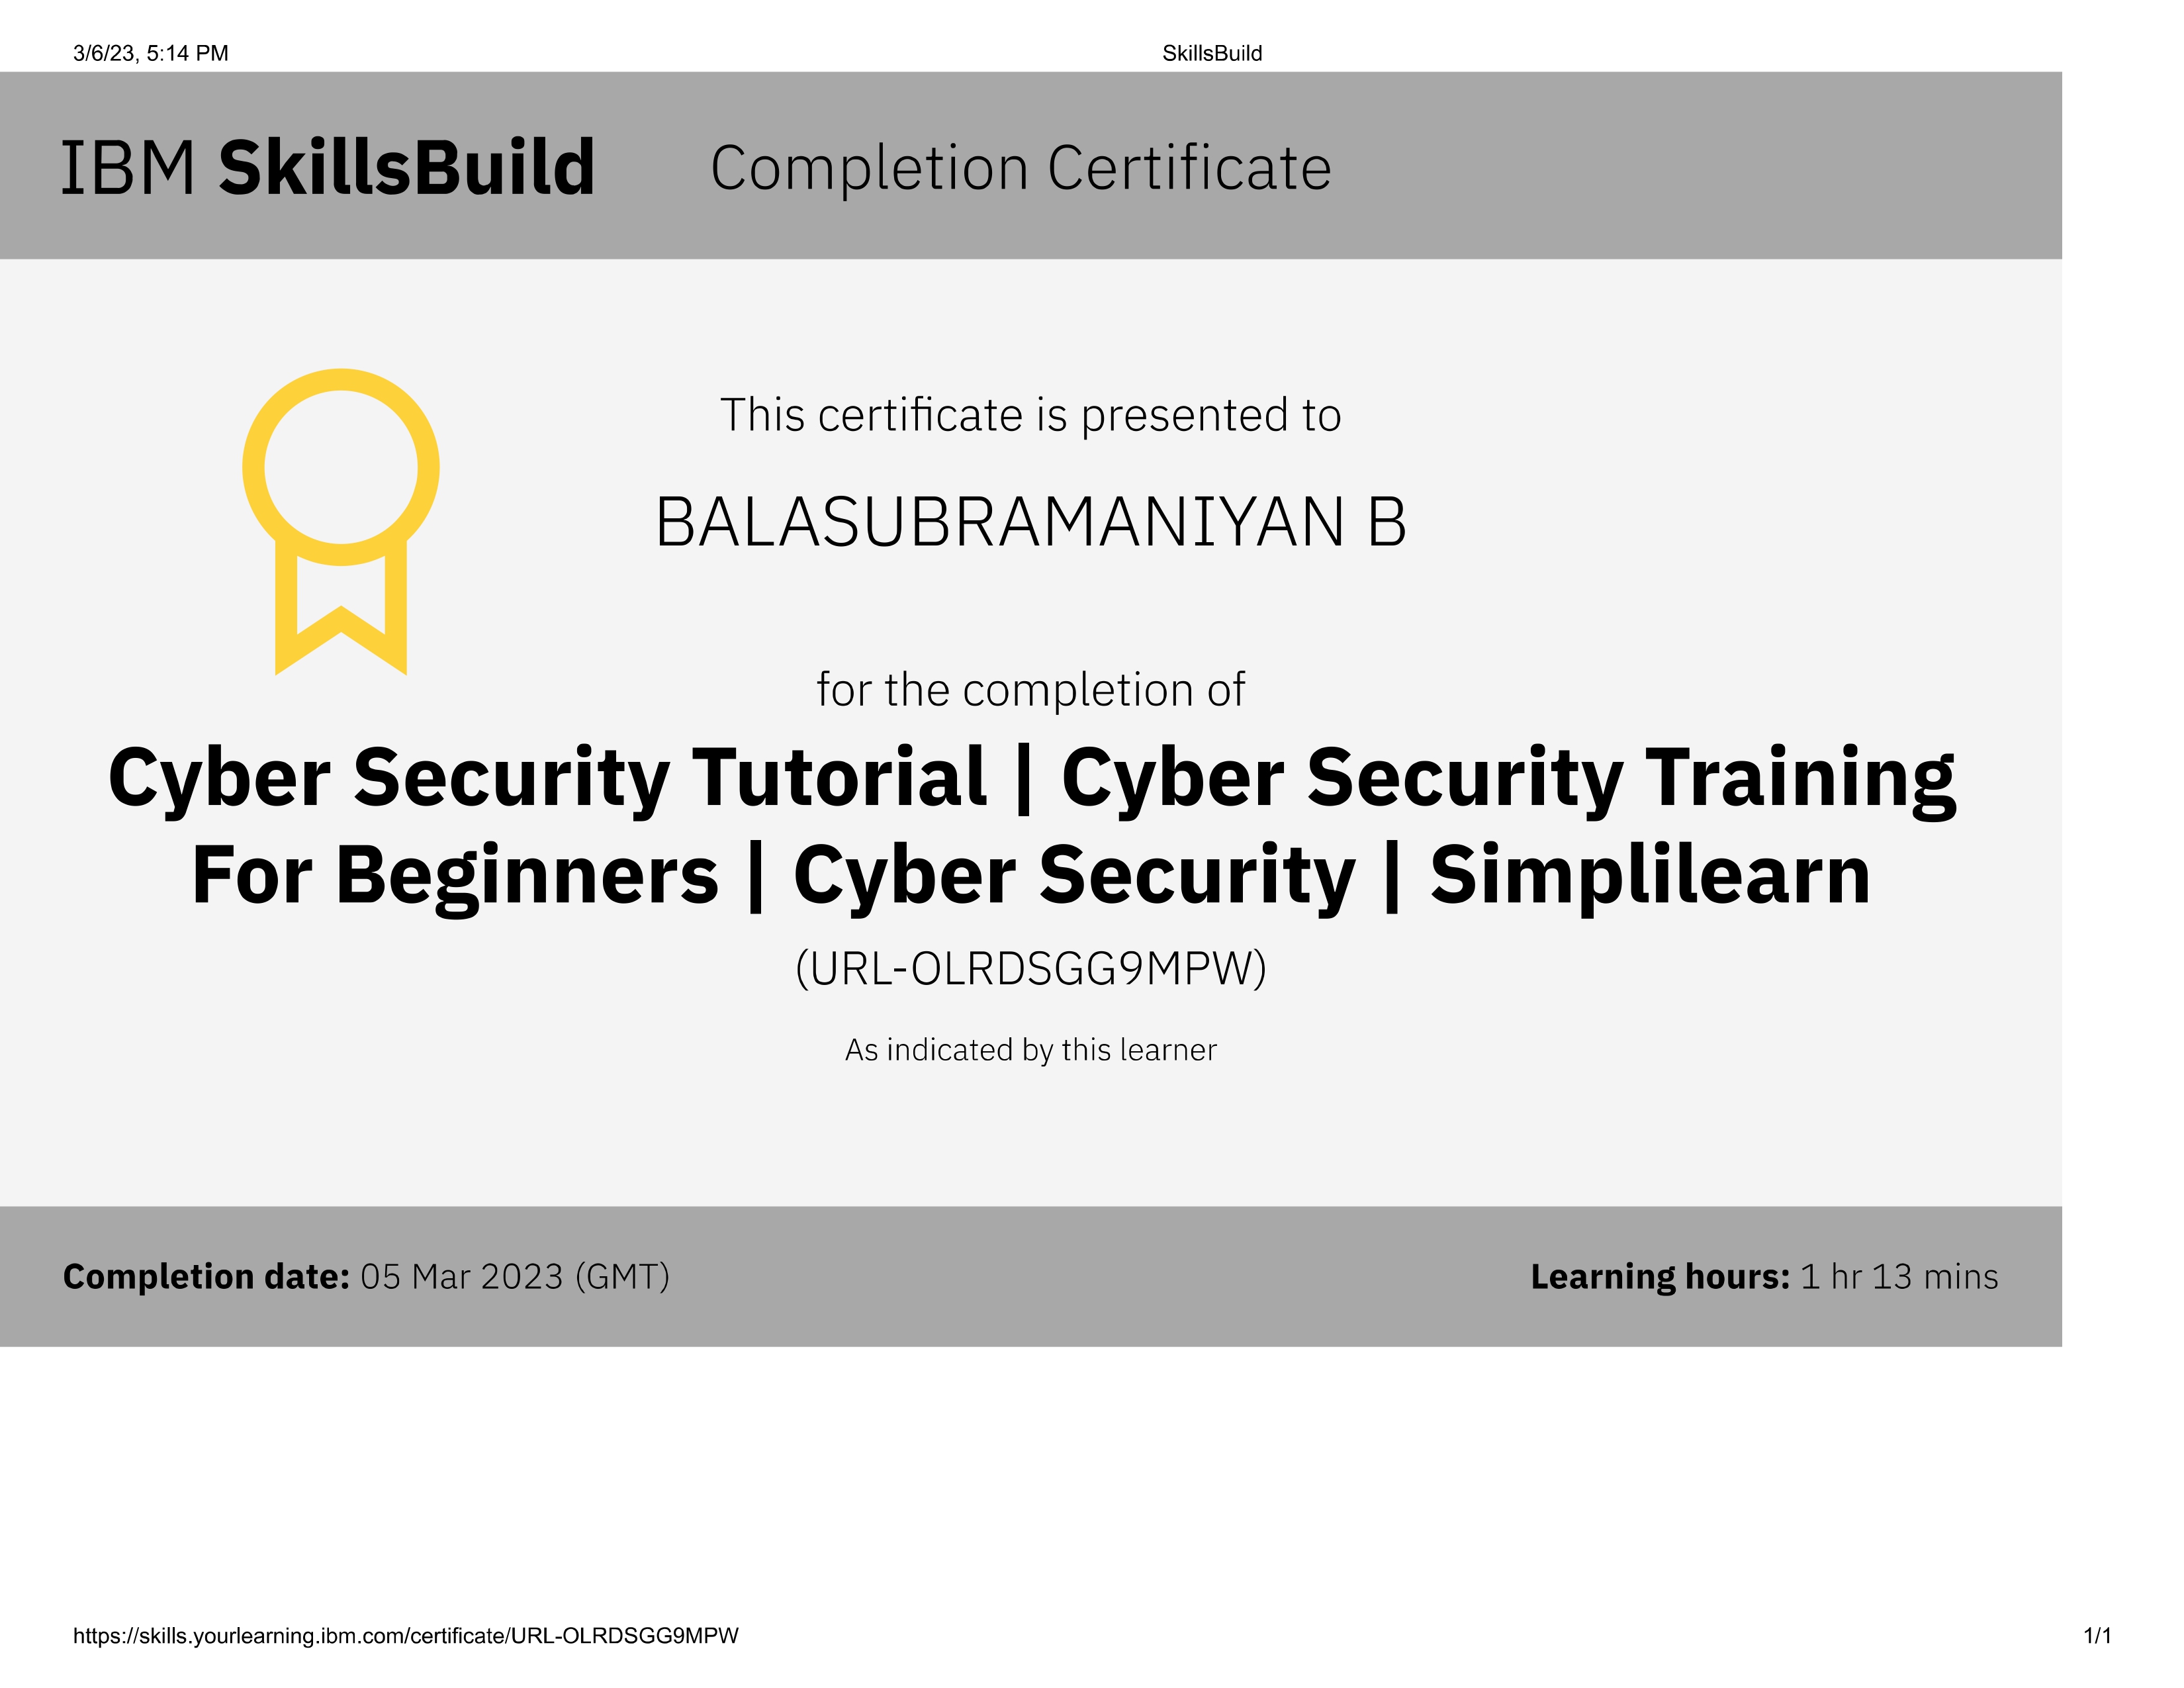 3/6/23, 5:14 PM SkillsBuild
IBM SkillsBuild Completion Certificate
This certificate is presented to
BALASUBRAMANIYAN B
for the completion of
Cyber Security Tutorial | Cyber Security Training
For Beginners | Cyber Security | Simplilearn
(URL-OLRDSGG9MPW)
As indicated by this learner
Completion date: 05 Mar 2023 (GMT) Learning hours: 1 hr 13 mins
https://skills.yourlearning.ibm.com/certificate/URL-OLRDSGG9MPW 1/1